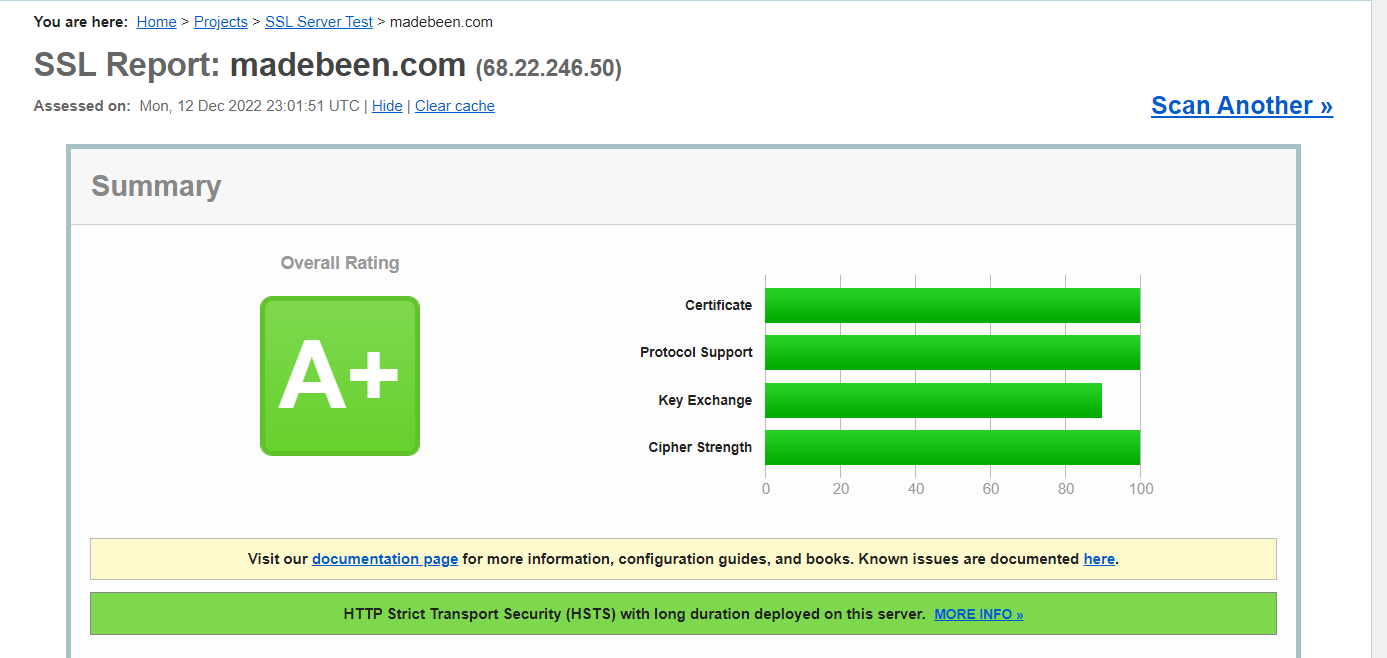 You are here: Home > Projects > SSL Server Test > madebeen.com
SSL Report: madebeen.com (68.22.246.50)
Assessed on: Mon, 12 Dec 2022 23:01:51 UTC | Hide | Clear cache
Scan Another »
Summary
Overall Rating
A+
Certificate
Protocol Support
Key Exchange
Cipher Strength
0 20 40 60 80 100
Visit our documentation page for more information, configuration guides, and books. Known issues are documented here.
HTTP Strict Transport Security (HSTS) with long duration deployed on this server. MORE INFO »